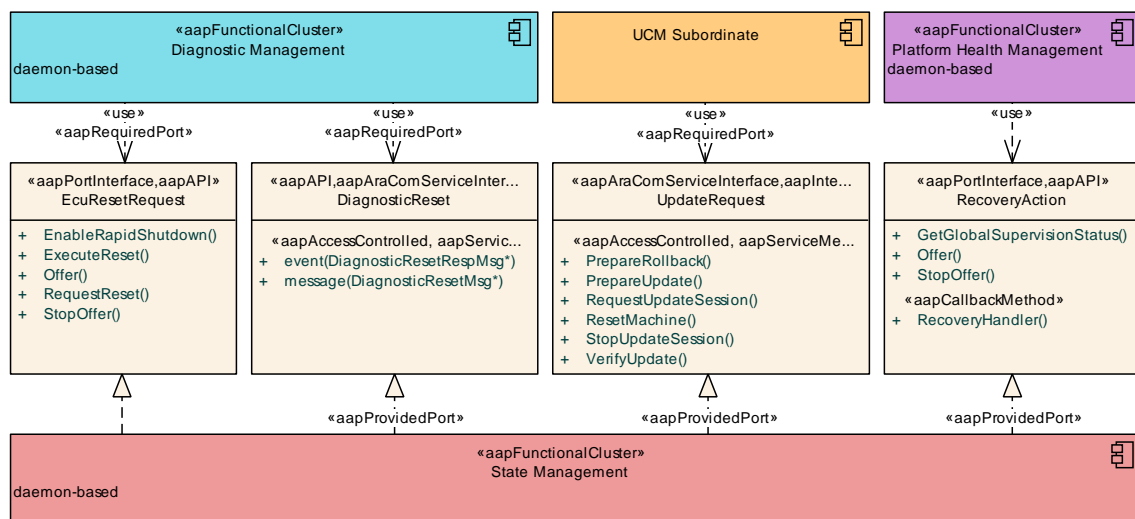 «aapFunctionalCluster»
Diagnostic Management
daemon-based
UCM Subordinate
«aapFunctionalCluster»
Platform Health Management
daemon-based
«use»
«aapRequiredPort»
«use»
«aapRequiredPort»
«use»
«aapRequiredPort»
«use»
«aapPortInterface,aapAPI»
EcuResetRequest
+ EnableRapidShutdown()
+ ExecuteReset()
+ Offer()
+ RequestReset()
+ StopOffer()
«aapAPI,aapAraComServiceInter...
DiagnosticReset
«aapAccessControlled, aapServic...
+ event(DiagnosticResetRespMsg*)
+ message(DiagnosticResetMsg*)
«aapAraComServiceInterface,aapInte...
UpdateRequest
«aapAccessControlled, aapServiceMe...
+ PrepareRollback()
+ PrepareUpdate()
+ RequestUpdateSession()
+ ResetMachine()
+ StopUpdateSession()
+ VerifyUpdate()
«aapPortInterface,aapAPI»
RecoveryAction
+ GetGlobalSupervisionStatus()
+ Offer()
+ StopOffer()
«aapCallbackMethod»
+ RecoveryHandler()
«aapProvidedPort»
«aapProvidedPort»
«aapProvidedPort»
«aapFunctionalCluster»
State Management
daemon-based